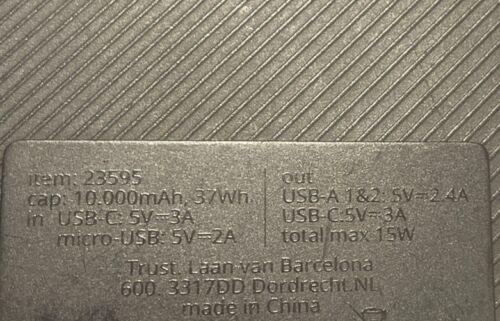 item: 23595
cap: 10.000mAh, 37Wh.
in USB-C: 5V⎓3A
micro-USB: 5V⎓2A
out
USB-A 1&2: 5V⎓2.4A
USB-C:5V⎓3A
total max 15W
Trust. Laan van Barcelona
600. 3317DD Dordrecht.NL
made in China